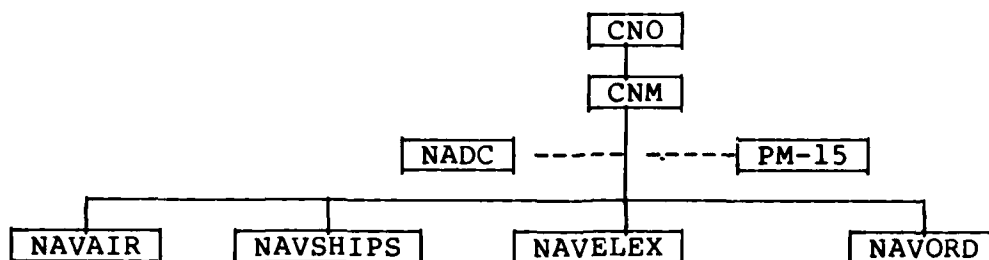 CNO
CNM
NADC PM-15
NAVAIR NAVSHIPS NAVELEX NAVORD